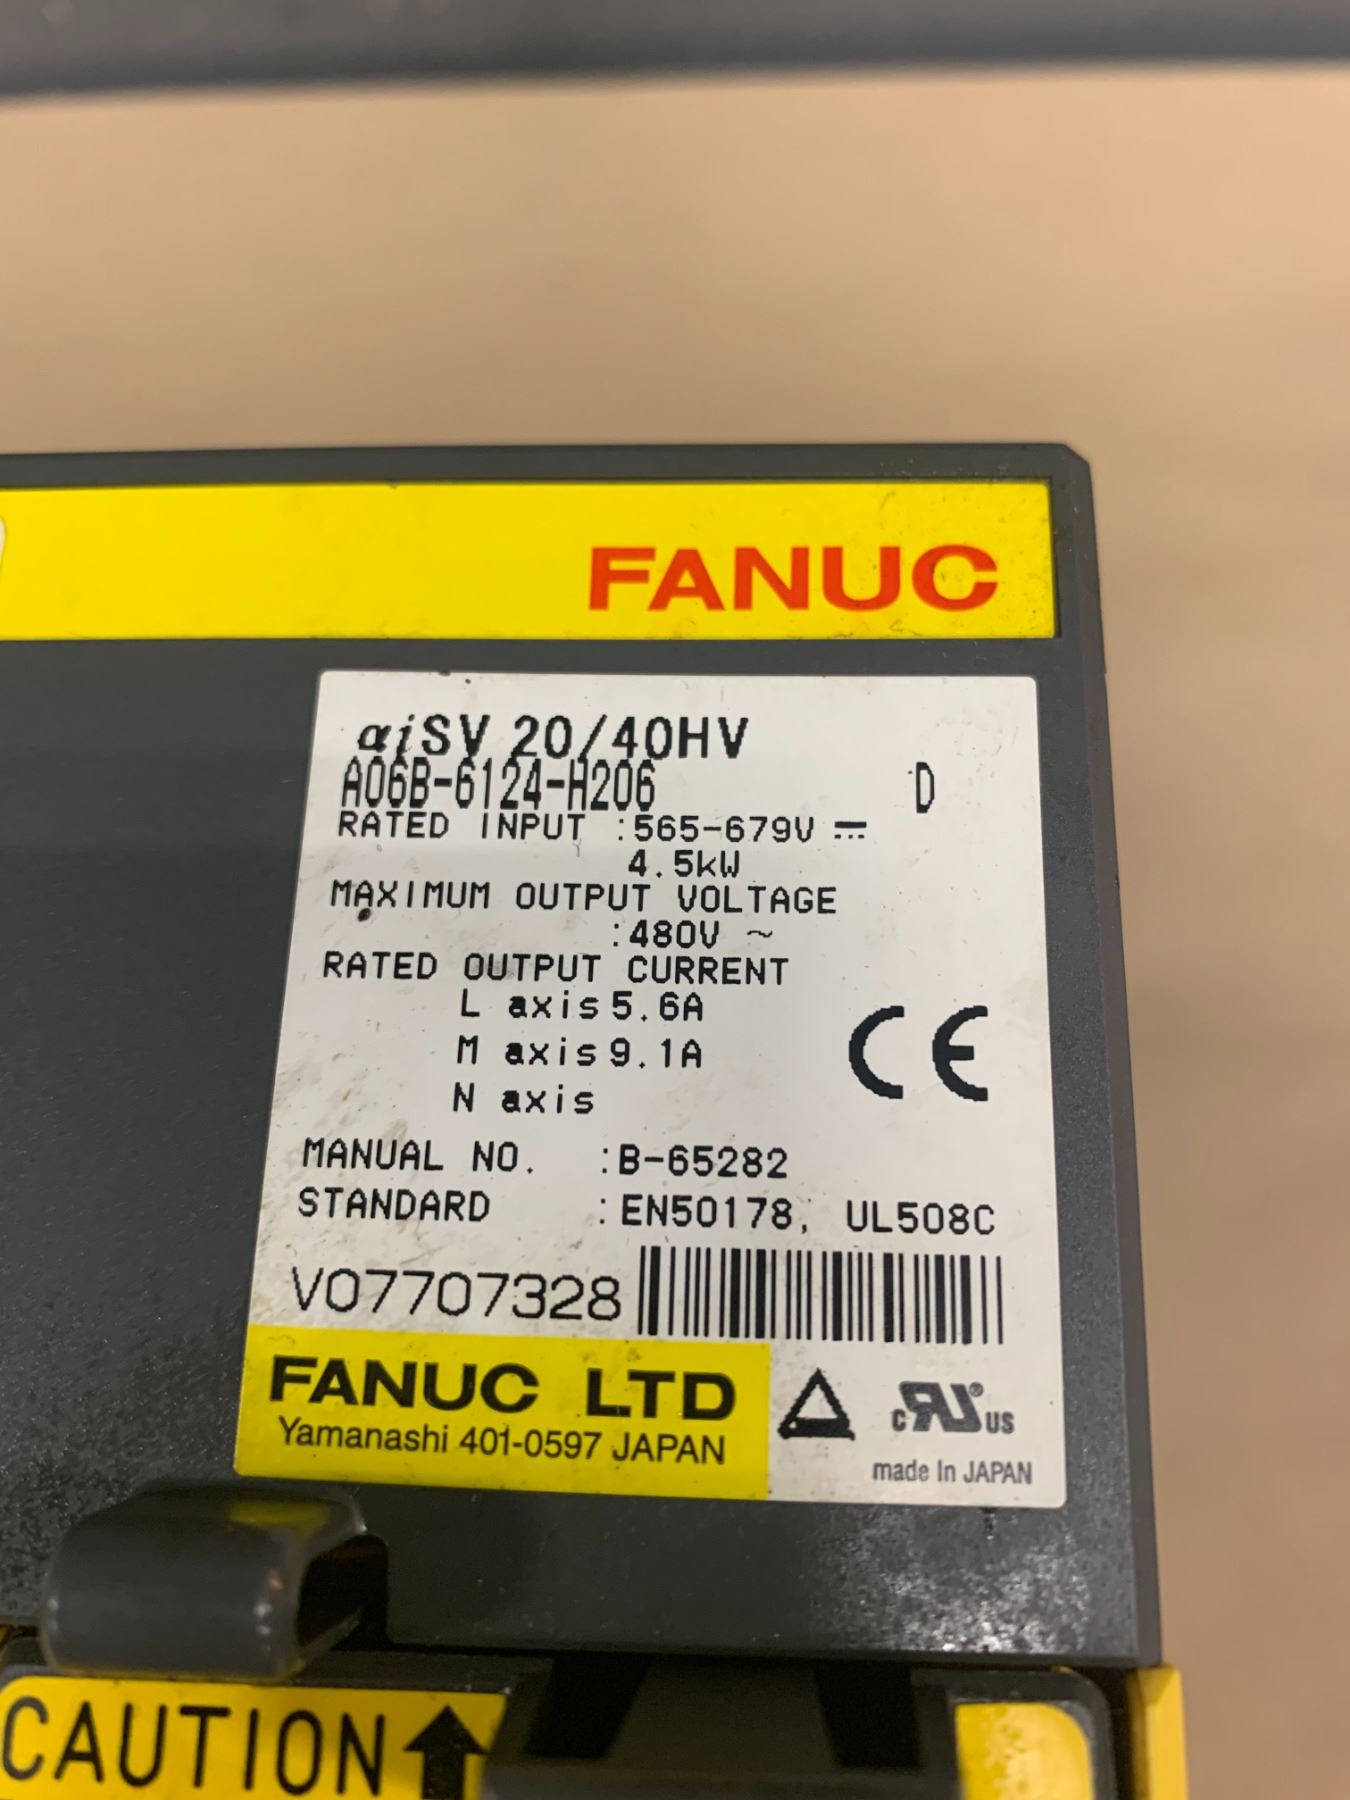 FANUC
αiSV 20/40HV
A06B-6124-H206 D
RATED INPUT :565-679V ⎓
4.5kW
MAXIMUM OUTPUT VOLTAGE
:480V ~
RATED OUTPUT CURRENT
L axis 5.6A
M axis 9.1A
N axis
CE
MANUAL NO. :B-65282
STANDARD :EN50178, UL508C
V07707328
FANUC LTD
Yamanashi 401-0597 JAPAN
c RU® US
made In JAPAN
CAUTION